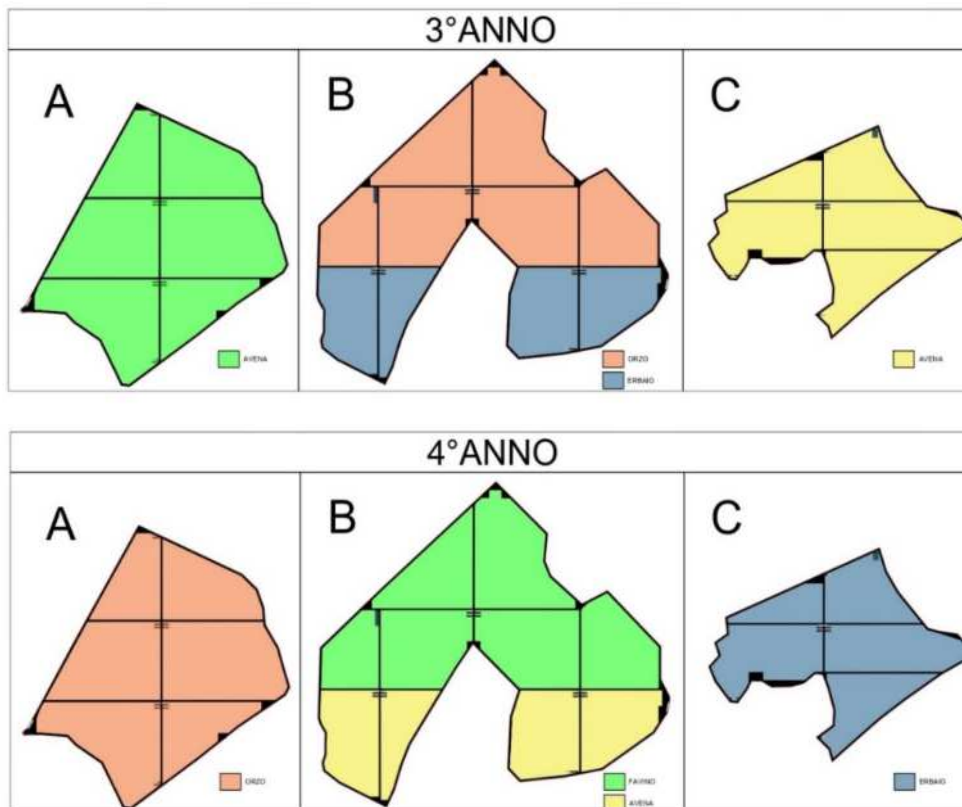 3°ANNO
A
B
C
AVENA
ORZO
ERBAIO
AVENA
4°ANNO
A
B
C
ORZO
FAVINO
AVENA
ERBAIO